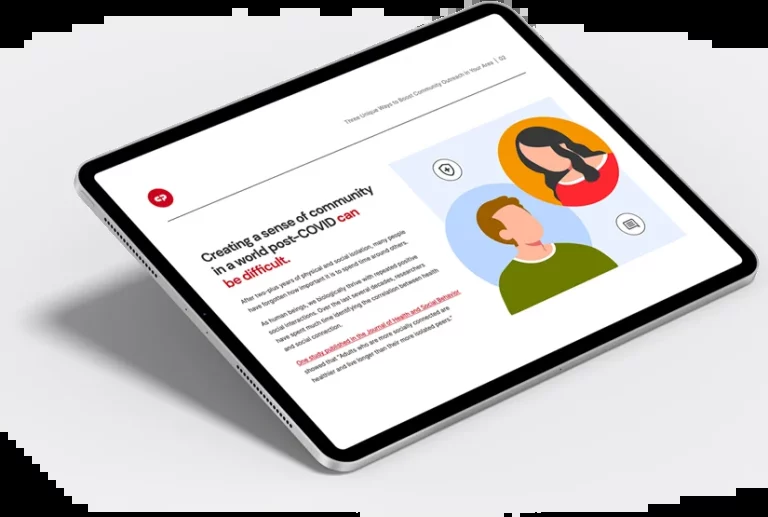 Three Unique Ways to Boost Community Outreach in Your Area | 02
Creating a sense of community
in a world post-COVID can
be difficult.
After two-plus years of physical and social isolation, many people
have forgotten how important it is to spend time around others.
As human beings, we biologically thrive with repeated positive
social interactions. Over the last several decades, researchers
have spent much time identifying the correlation between health
and social connection.
One study published in the Journal of Health and Social Behavior
showed that "Adults who are more socially connected are
healthier and live longer than their more isolated peers."